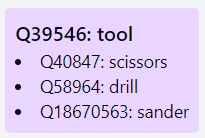 Q39546: tool
• Q40847: scissors
• Q58964: drill
• Q18670563: sander